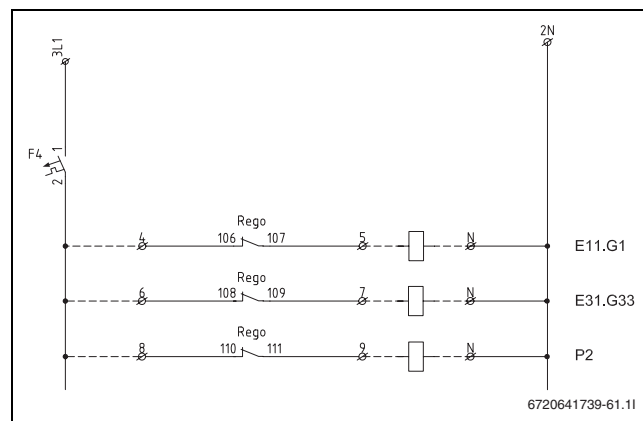 3L1
2N
F4
1
2
Rego
4 106 107 5 N E11.G1
Rego
6 108 109 7 N E31.G33
Rego
8 110 111 9 N P2
6720641739-61.1I